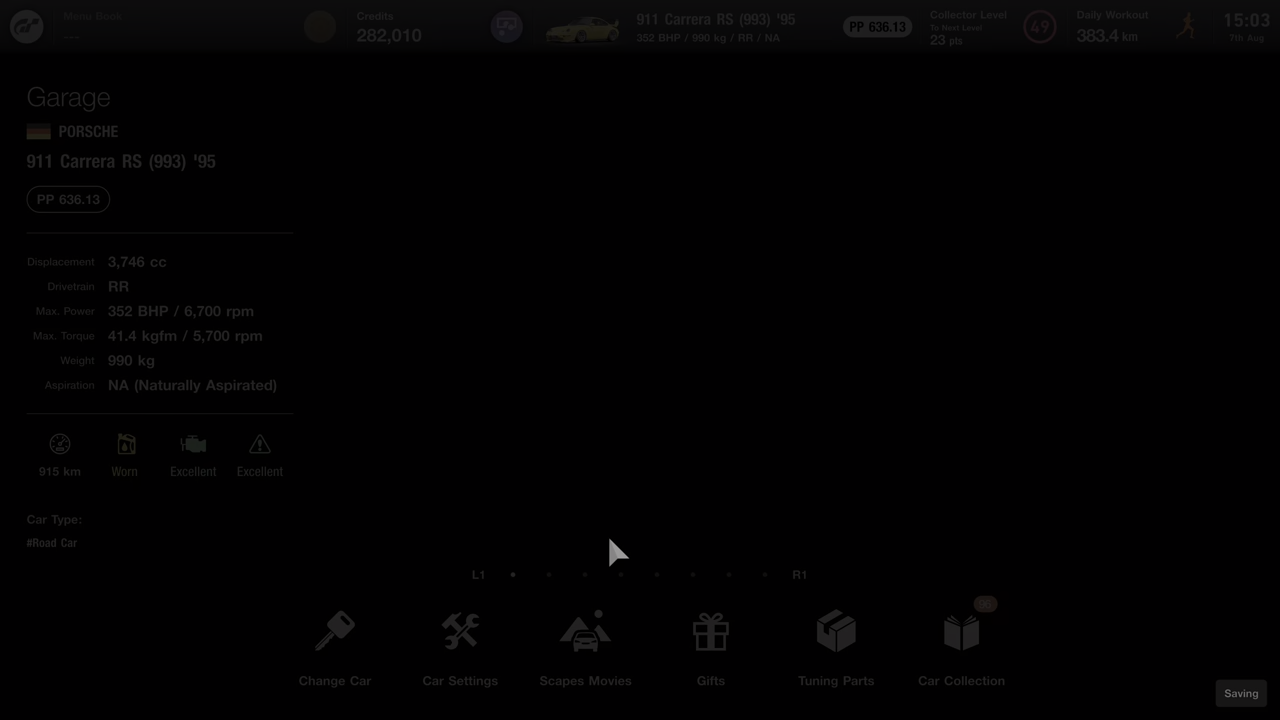 Menu Book
----
Credits
282,010
911 Carrera RS (993) '95
352 BHP / 990 kg / RR / NA
PP 636.13
Collector Level
To Next Level
23 pts
49
Daily Workout
383.4 km
15:03
7th Aug
Garage
PORSCHE
911 Carrera RS (993) '95
PP 636.13
Displacement 3,746 cc
Drivetrain RR
Max. Power 352 BHP / 6,700 rpm
Max. Torque 41.4 kgfm / 5,700 rpm
Weight 990 kg
Aspiration NA (Naturally Aspirated)
915 km Worn Excellent Excellent
Car Type:
#Road Car
L1 R1
Change Car Car Settings Scapes Movies Gifts Tuning Parts Car Collection
Saving